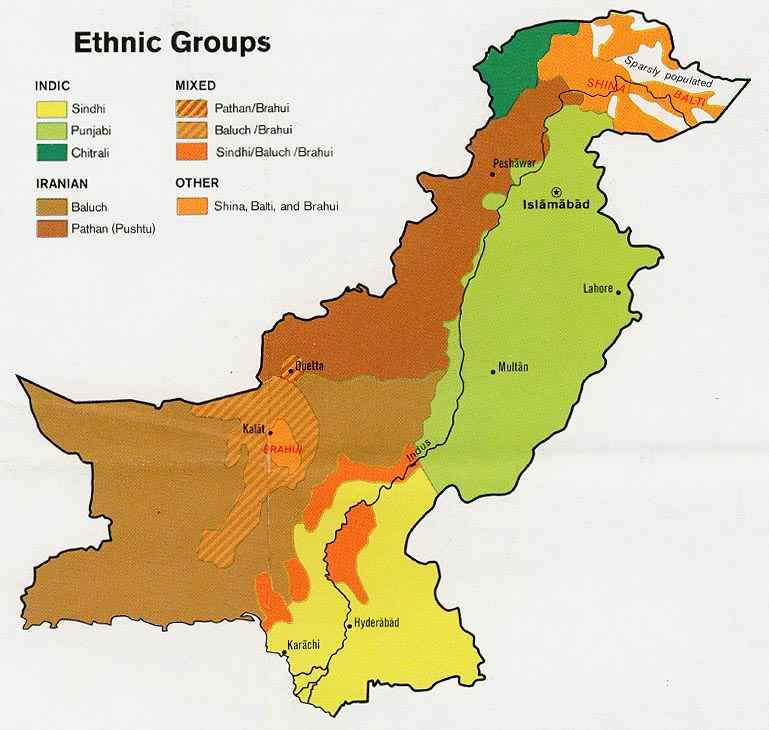 Ethnic Groups
INDIC
Sindhi
Punjabi
Chitrali
IRANIAN
Baluch
Pathan (Pushtu)
MIXED
Pathan/Brahui
Baluch/Brahui
Sindhi/Baluch/Brahui
OTHER
Shina, Balti, and Brahui
Sparsly populated
SHINA
BALTI
Peshāwar
Islāmābād
Lahore
Quetta
Multān
Kalāt
BRAHUI
Indus
Hyderābād
Karāchi